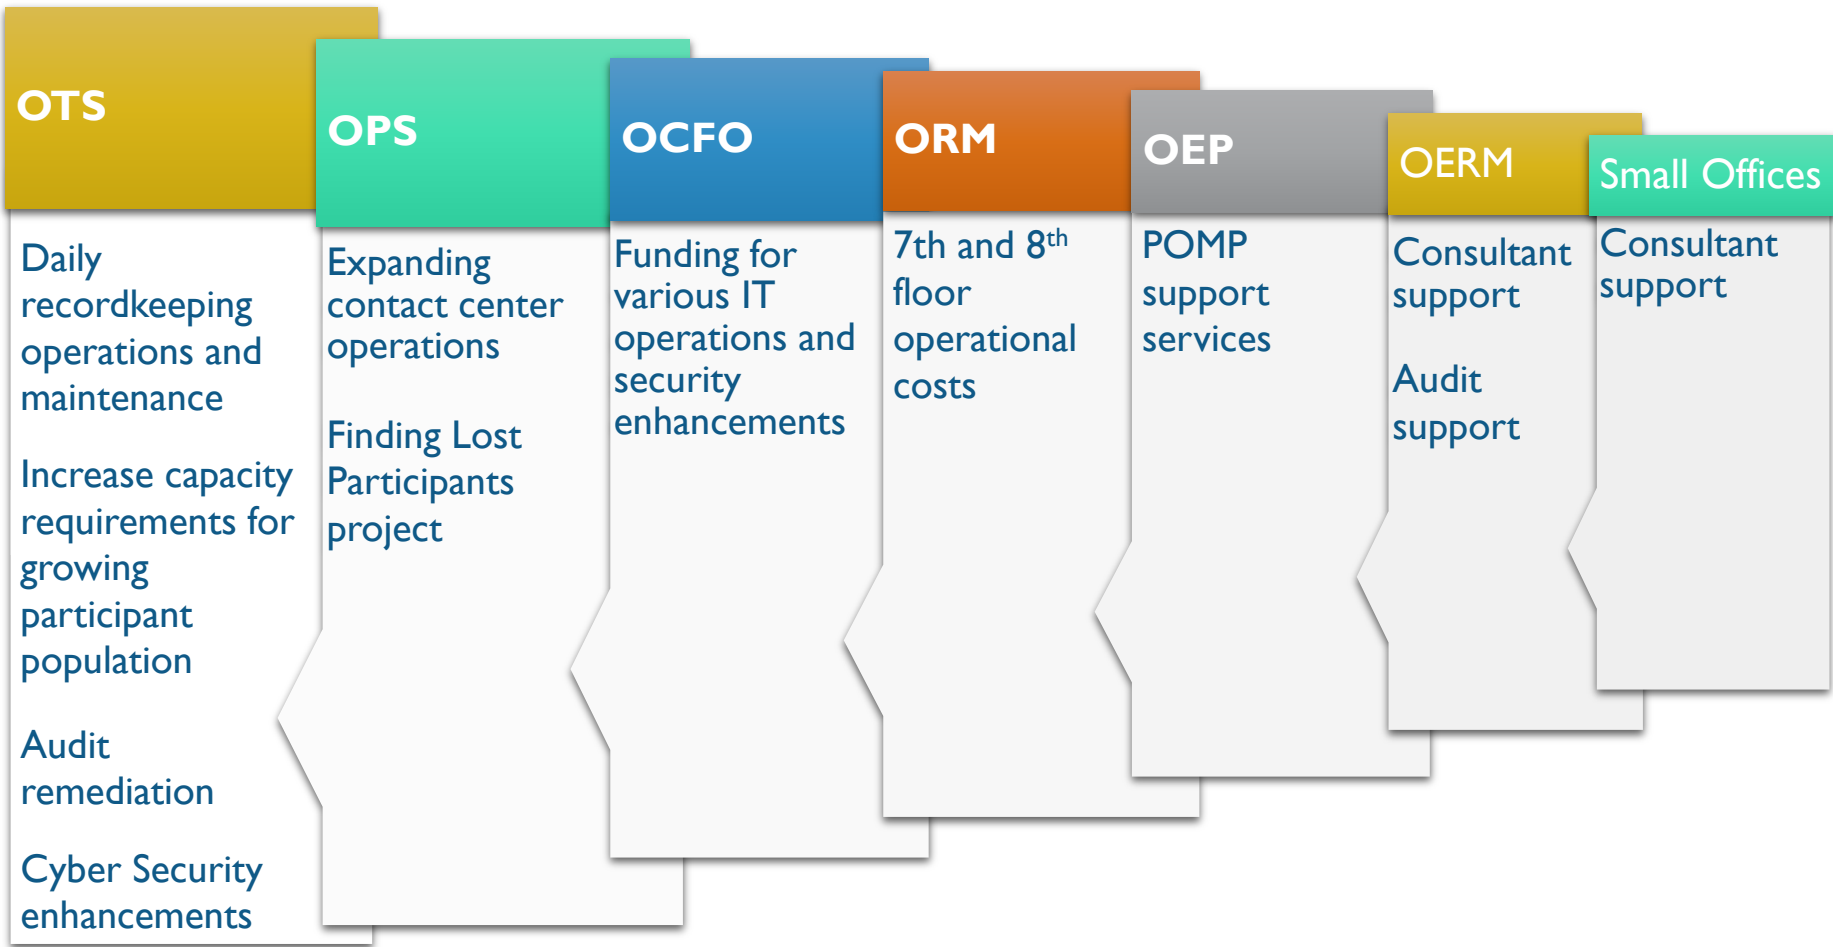 OTS
Daily
recordkeeping
operations and
maintenance
Increase capacity
requirements for
growing
participant
population
Audit
remediation
Cyber Security
enhancements
OPS
Expanding
contact center
operations
Finding Lost
Participants
project
OCFO
Funding for
various IT
operations and
security
enhancements
ORM
7th and 8th
floor
operational
costs
OEP
POMP
support
services
OERM
Consultant
support
Audit
support
Small Offices
Consultant
support